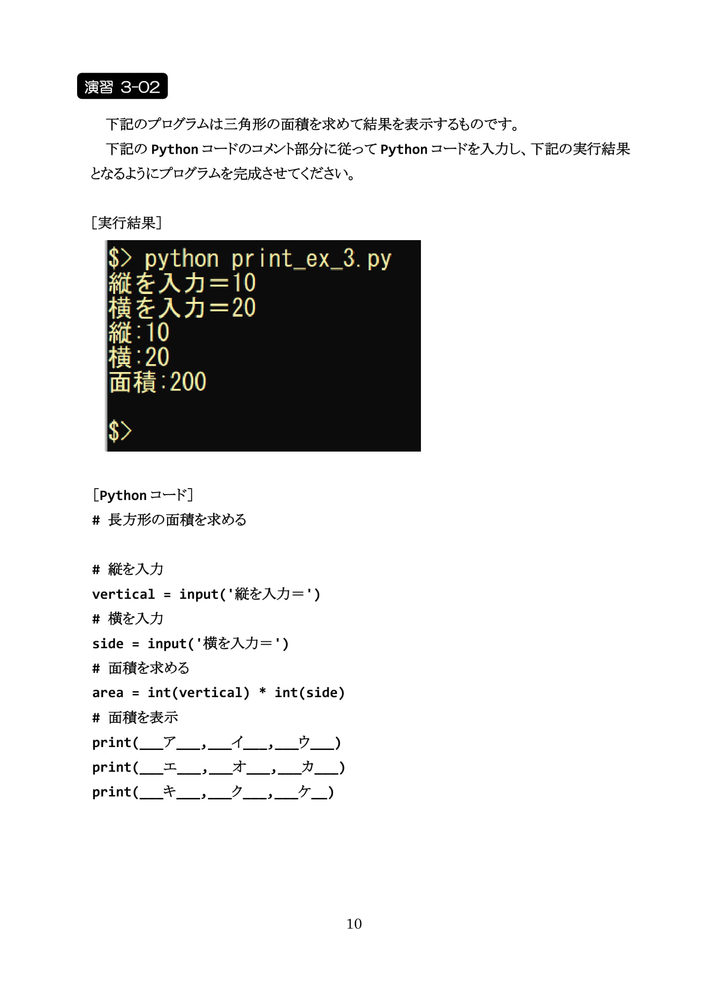 演習 3-02
下記のプログラムは三角形の面積を求めて結果を表示するものです。
下記の Python コードのコメント部分に従って Python コードを入力し、下記の実行結果
となるようにプログラムを完成させてください。
［実行結果］
$> python print_ex_3.py
縦を入力＝10
横を入力＝20
縦:10
横:20
面積:200
$>
［Python コード］
# 長方形の面積を求める
# 縦を入力
vertical = input('縦を入力＝')
# 横を入力
side = input('横を入力＝')
# 面積を求める
area = int(vertical) * int(side)
# 面積を表示
print(___ア___,___イ___,___ウ___)
print(___エ___,___オ___,___カ___)
print(___キ___,___ク___,___ケ__)
10